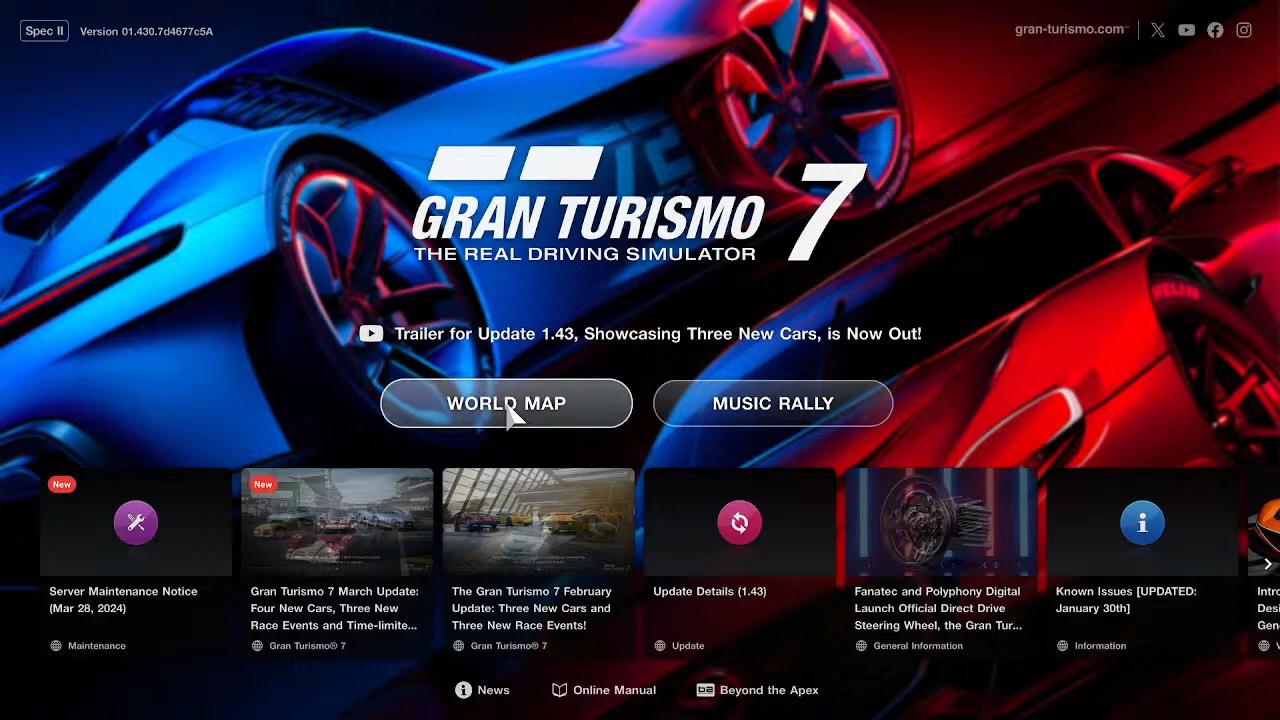 Spec II Version 01.430.7d4677c5A
gran-turismo.com
GRAN TURISMO 7
THE REAL DRIVING SIMULATOR
Trailer for Update 1.43, Showcasing Three New Cars, is Now Out!
WORLD MAP
MUSIC RALLY
New
Server Maintenance Notice
(Mar 28, 2024)
Maintenance
New
Gran Turismo 7 March Update:
Four New Cars, Three New
Race Events and Time-limite...
Gran Turismo® 7
The Gran Turismo 7 February
Update: Three New Cars and
Three New Race Events!
Gran Turismo® 7
Update Details (1.43)
Update
Fanatec and Polyphony Digital
Launch Official Direct Drive
Steering Wheel, the Gran Tur...
General Information
Known Issues [UPDATED:
January 30th]
Information
Intro
Desi
Gen
News
Online Manual
Beyond the Apex